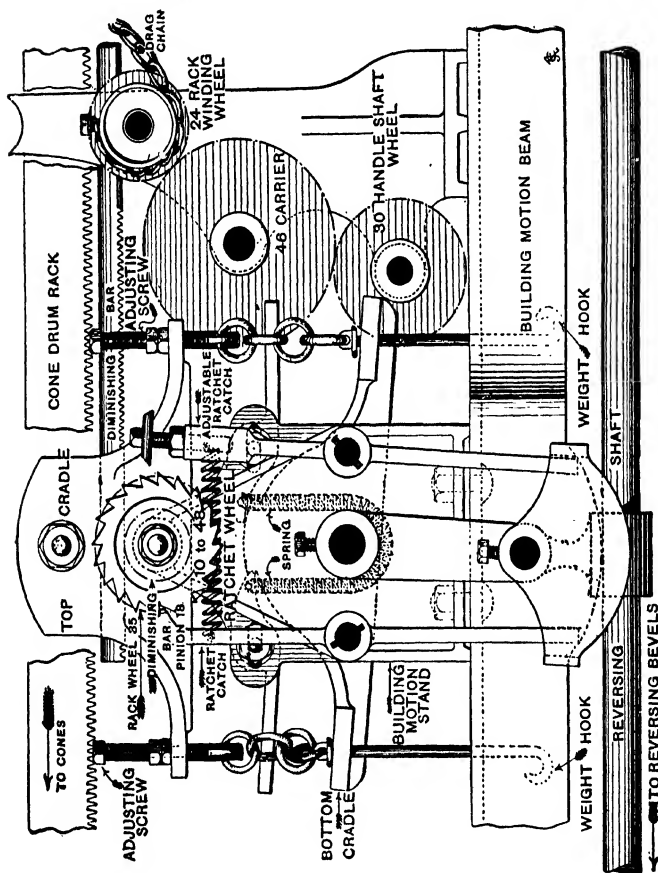 CONE DRUM RACK
DRAG
CHAIN
DIMINISHING BAR
ADJUSTING
SCREW
24 RACK
WINDING
WHEEL
46 CARRIER
30 HANDLE SHAFT
WHEEL
TOP CRADLE
ADJUSTABLE
RATCHET
CATCH
10 to 48
RATCHET WHEEL
SPRING
BUILDING MOTION BEAM
WEIGHT HOOK
TO CONES
RACK WHEEL 85
DIMINISHING
BAR
PINION 18
RATCHET
CATCH
ADJUSTING
SCREW
BUILDING
MOTION
STAND
BOTTOM
CRADLE
WEIGHT HOOK
REVERSING SHAFT
TO REVERSING BEVELS